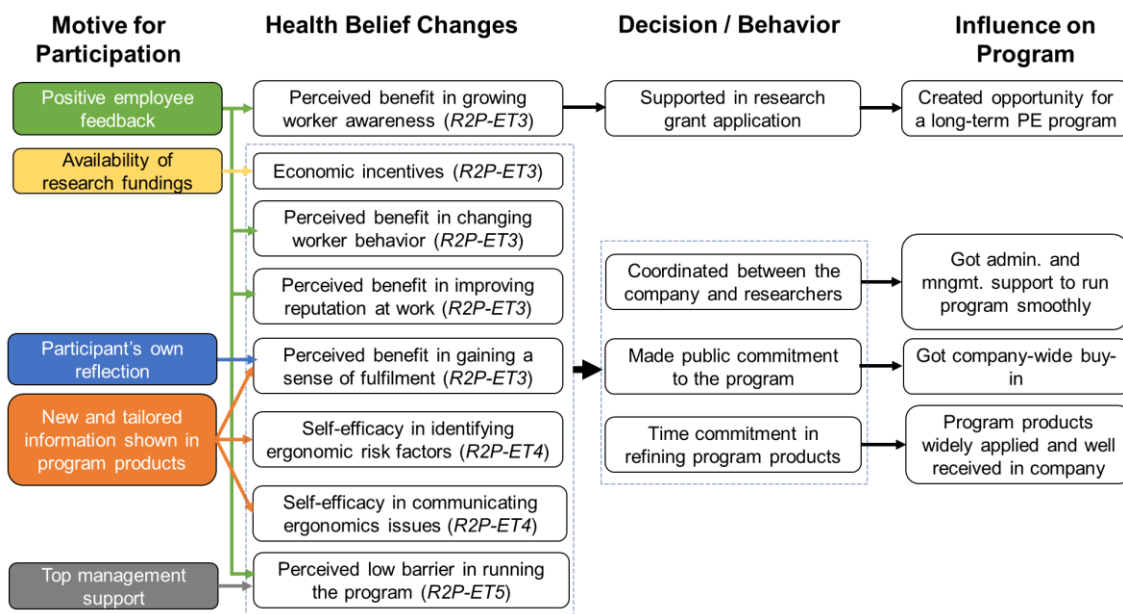 Motive for
Participation
Health Belief Changes
Decision / Behavior
Influence on
Program
Positive employee
feedback
Perceived benefit in growing
worker awareness (R2P-ET3)
Supported in research
grant application
Created opportunity for
a long-term PE program
Availability of
research fundings
Economic incentives (R2P-ET3)
Perceived benefit in changing
worker behavior (R2P-ET3)
Perceived benefit in improving
reputation at work (R2P-ET3)
Coordinated between the
company and researchers
Got admin. and
mngmt. support to run
program smoothly
Participant's own
reflection
Perceived benefit in gaining a
sense of fulfilment (R2P-ET3)
Made public commitment
to the program
Got company-wide buy-
in
New and tailored
information shown in
program products
Self-efficacy in identifying
ergonomic risk factors (R2P-ET4)
Time commitment in
refining program products
Program products
widely applied and well
received in company
Self-efficacy in communicating
ergonomics issues (R2P-ET4)
Top management
support
Perceived low barrier in running
the program (R2P-ET5)